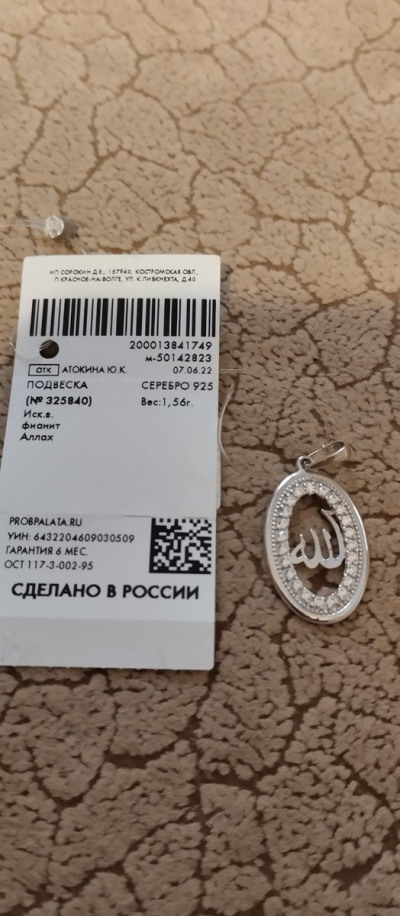 ИП СОРОКИН Д.Е., 157940, КОСТРОМСКАЯ ОБЛ.,
П.КРАСНОЕ-НА-ВОЛГЕ, УЛ. К.ЛИБКНЕХТА, Д.40
200013841749
м-50142823
ОТК АТОКИНА Ю.К. 07.06.22
ПОДВЕСКА СЕРЕБРО 925
(№ 325840) Вес:1,56г.
Иск.в.
фианит
Аллах
PROBPALATA.RU
УИН: 6432204609030509
ГАРАНТИЯ 6 МЕС.
ОСТ 117-3-002-95
СДЕЛАНО В РОССИИ
الله